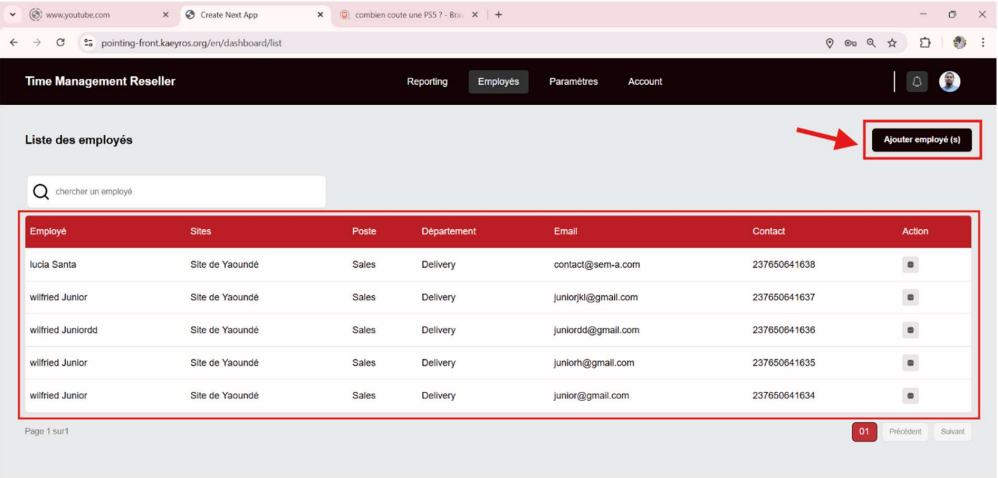 www.youtube.com
Create Next App
combien coute une PS5 ? - Bra
pointing-front.kaeyros.org/en/dashboard/list
Time Management Reseller Reporting Employés Paramètres Account
Liste des employés Ajouter employé (s)
chercher un employé
Employé Sites Poste Département Email Contact Action
lucia Santa Site de Yaoundé Sales Delivery contact@sem-a.com 237650641638
wilfried Junior Site de Yaoundé Sales Delivery juniorjkl@gmail.com 237650641637
wilfried Juniordd Site de Yaoundé Sales Delivery juniordd@gmail.com 237650641636
wilfried Junior Site de Yaoundé Sales Delivery juniorh@gmail.com 237650641635
wilfried Junior Site de Yaoundé Sales Delivery junior@gmail.com 237650641634
Page 1 sur1 01 Précédent Suivant